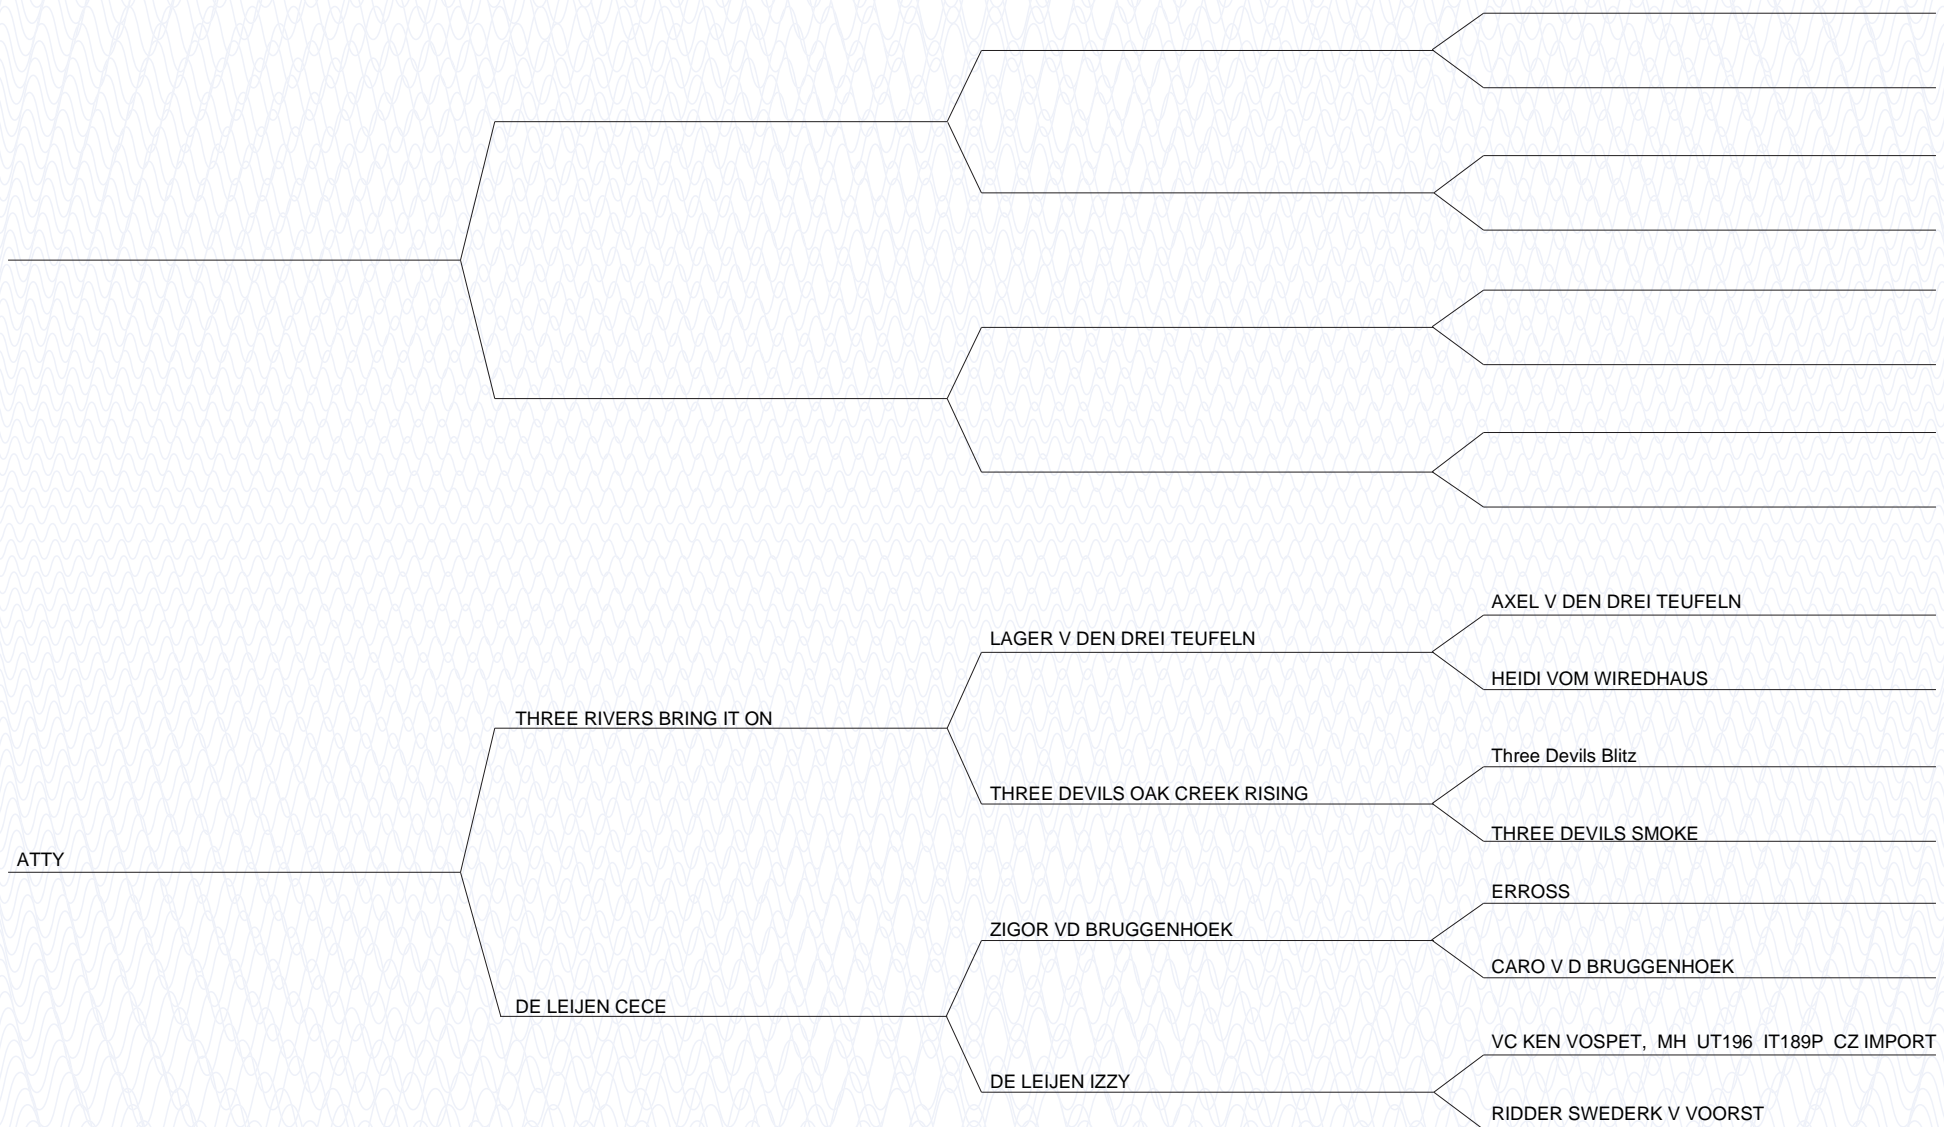 AXEL V DEN DREI TEUFELN
LAGER V DEN DREI TEUFELN
HEIDI VOM WIREDHAUS
THREE RIVERS BRING IT ON
Three Devils Blitz
THREE DEVILS OAK CREEK RISING
THREE DEVILS SMOKE
ATTY
ERROSS
ZIGOR VD BRUGGENHOEK
CARO V D BRUGGENHOEK
DE LEIJEN CECE
VC KEN VOSPET, MH UT196 IT189P CZ IMPORT
DE LEIJEN IZZY
RIDDER SWEDERK V VOORST